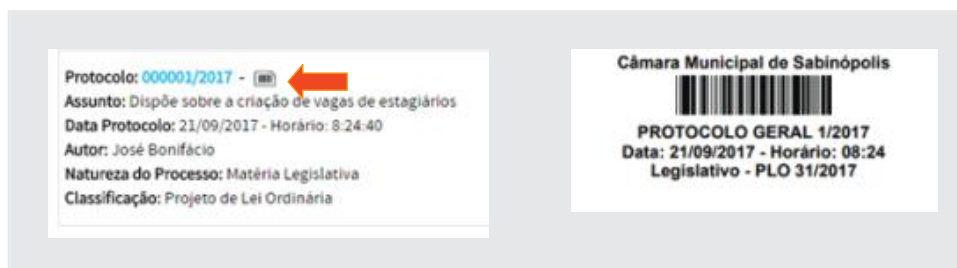 Protocolo: 000001/2017 -
Assunto: Dispõe sobre a criação de vagas de estagiários
Data Protocolo: 21/09/2017 - Horário: 8:24:40
Autor: José Bonifácio
Natureza do Processo: Matéria Legislativa
Classificação: Projeto de Lei Ordinária
Câmara Municipal de Sabinópolis
PROTOCOLO GERAL 1/2017
Data: 21/09/2017 - Horário: 08:24
Legislativo - PLO 31/2017